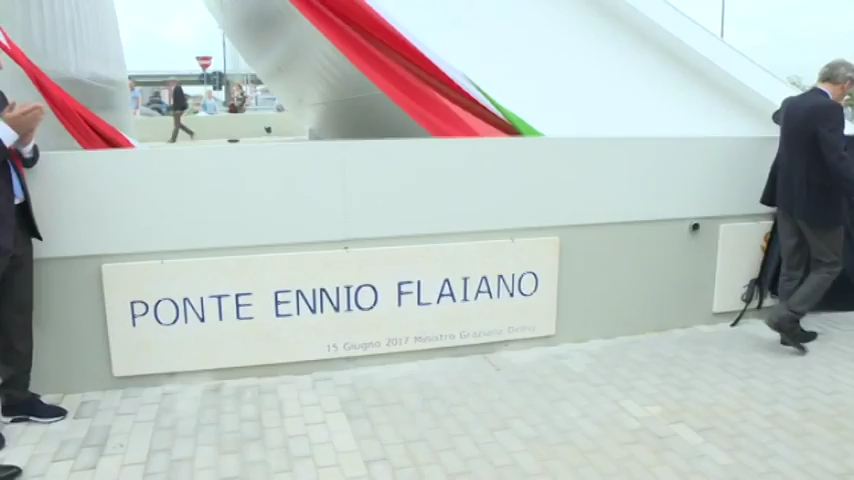 PONTE ENNIO FLAIANO
15 Giugno 2017 Ministro Graziano Delrio